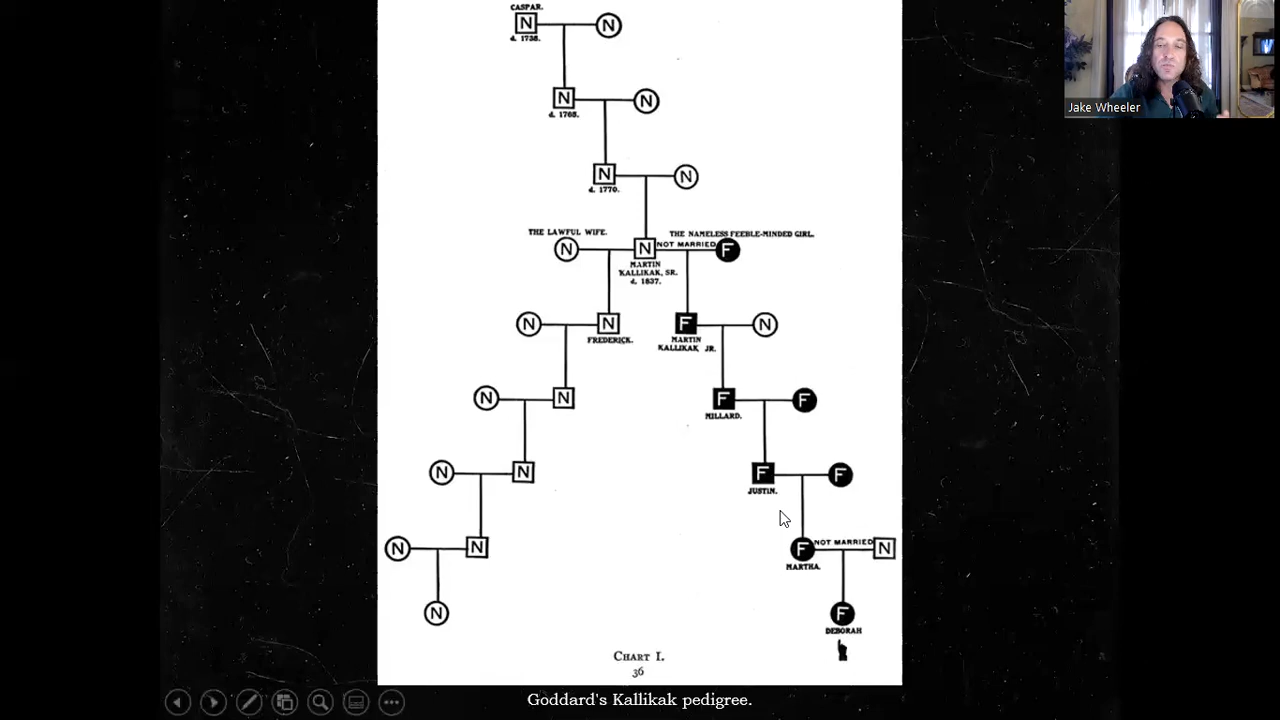 CASPAR.
N N
d. 1735.
Jake Wheeler
N N
d. 1765.
N N
d. 1770.
THE LAWFUL WIFE. THE NAMELESS FEEBLE-MINDED GIRL.
N N NOT MARRIED F
MARTIN
KALLIKAK, SR.
d. 1837.
N N F N
FREDERICK. MARTIN
KALLIKAK JR.
N N F F
MILLARD.
N N F F
JUSTIN.
N N F NOT MARRIED N
MARTHA.
N F
DEBORAH
CHART I.
36
Goddard's Kallikak pedigree.